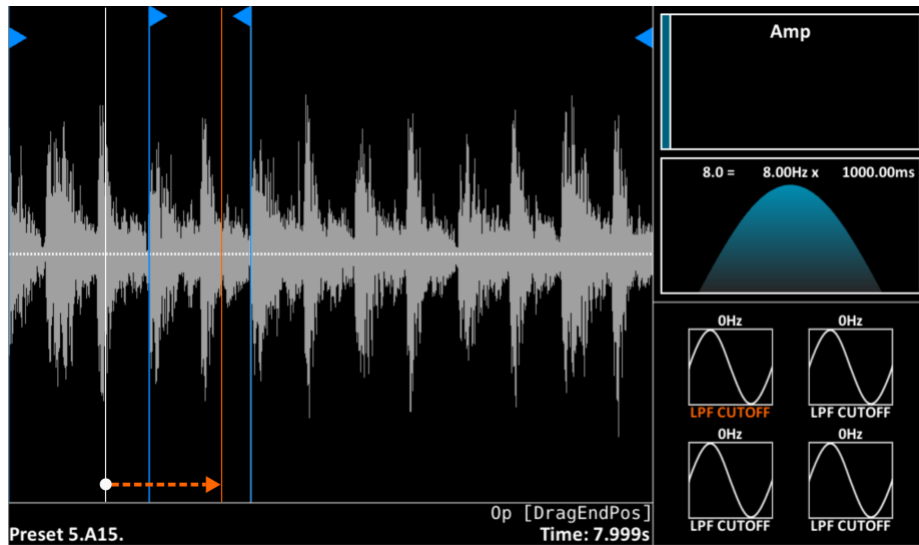 Amp
8.0 = 8.00Hz x 1000.00ms
0Hz 0Hz
LPF CUTOFF LPF CUTOFF
0Hz 0Hz
LPF CUTOFF LPF CUTOFF
Op [DragEndPos]
Preset 5.A15. Time: 7.999s